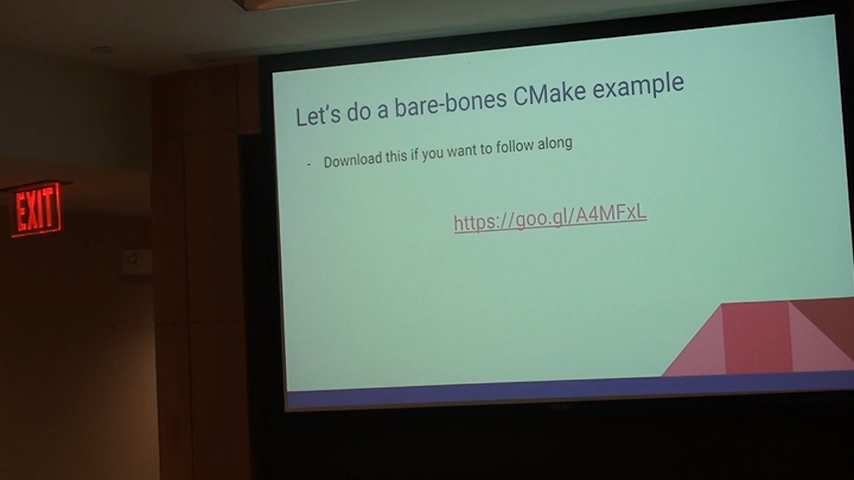 Let's do a bare-bones CMake example
- Download this if you want to follow along
https://goo.gl/A4MFxL
EXIT